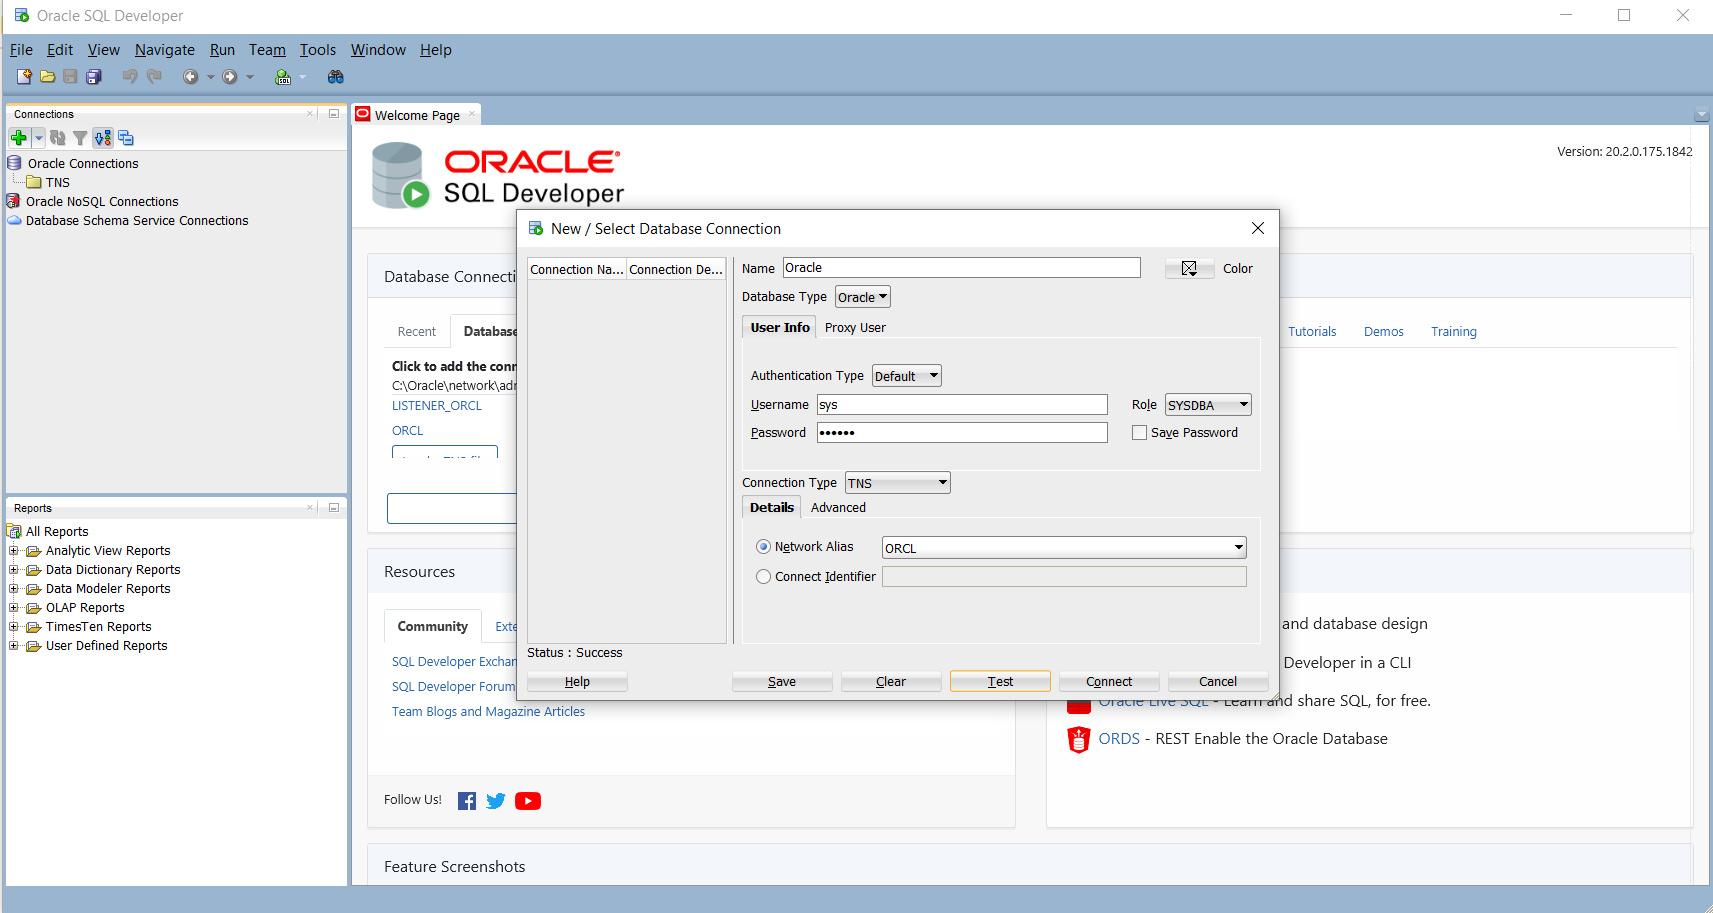 Oracle SQL Developer
File Edit View Navigate Run Team Tools Window Help
Connections
Oracle Connections
TNS
Oracle NoSQL Connections
Database Schema Service Connections
Reports
All Reports
Analytic View Reports
Data Dictionary Reports
Data Modeler Reports
OLAP Reports
TimesTen Reports
User Defined Reports
Welcome Page
ORACLE
SQL Developer
Version: 20.2.0.175.1842
Database Connecti
Recent Database
Tutorials Demos Training
Click to add the conn
C:\Oracle\network\adm
LISTENER_ORCL
ORCL
New / Select Database Connection
Connection Na... Connection De...
Name Oracle Color
Database Type Oracle
User Info Proxy User
Authentication Type Default
Username sys Role SYSDBA
Password •••••• Save Password
Connection Type TNS
Details Advanced
Network Alias ORCL
Connect Identifier
Status : Success
Help Save Clear Test Connect Cancel
Resources
Community Exte
SQL Developer Exchan
SQL Developer Forum
Team Blogs and Magazine Articles
and database design
Developer in a CLI
Oracle Live SQL - Learn and share SQL, for free.
ORDS - REST Enable the Oracle Database
Follow Us!
Feature Screenshots